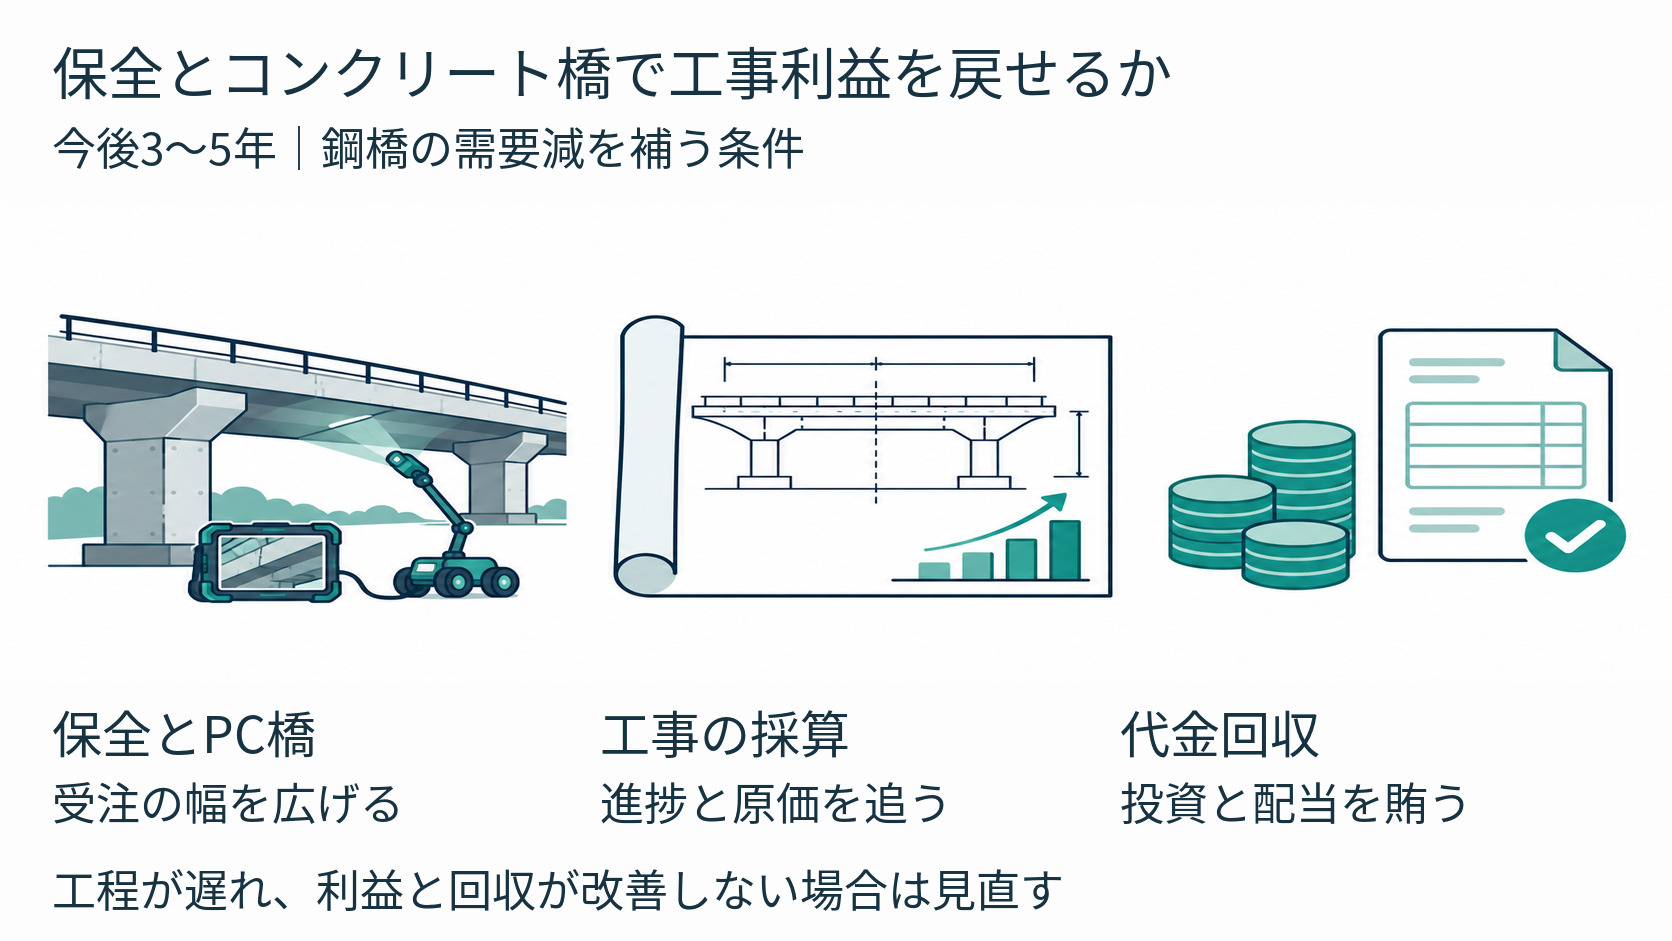 保全とコンクリート橋で工事利益を戻せるか
今後3〜5年｜鋼橋の需要減を補う条件
保全とPC橋
受注の幅を広げる
工事の採算
進捗と原価を追う
代金回収
投資と配当を賄う
工程が遅れ、利益と回収が改善しない場合は見直す